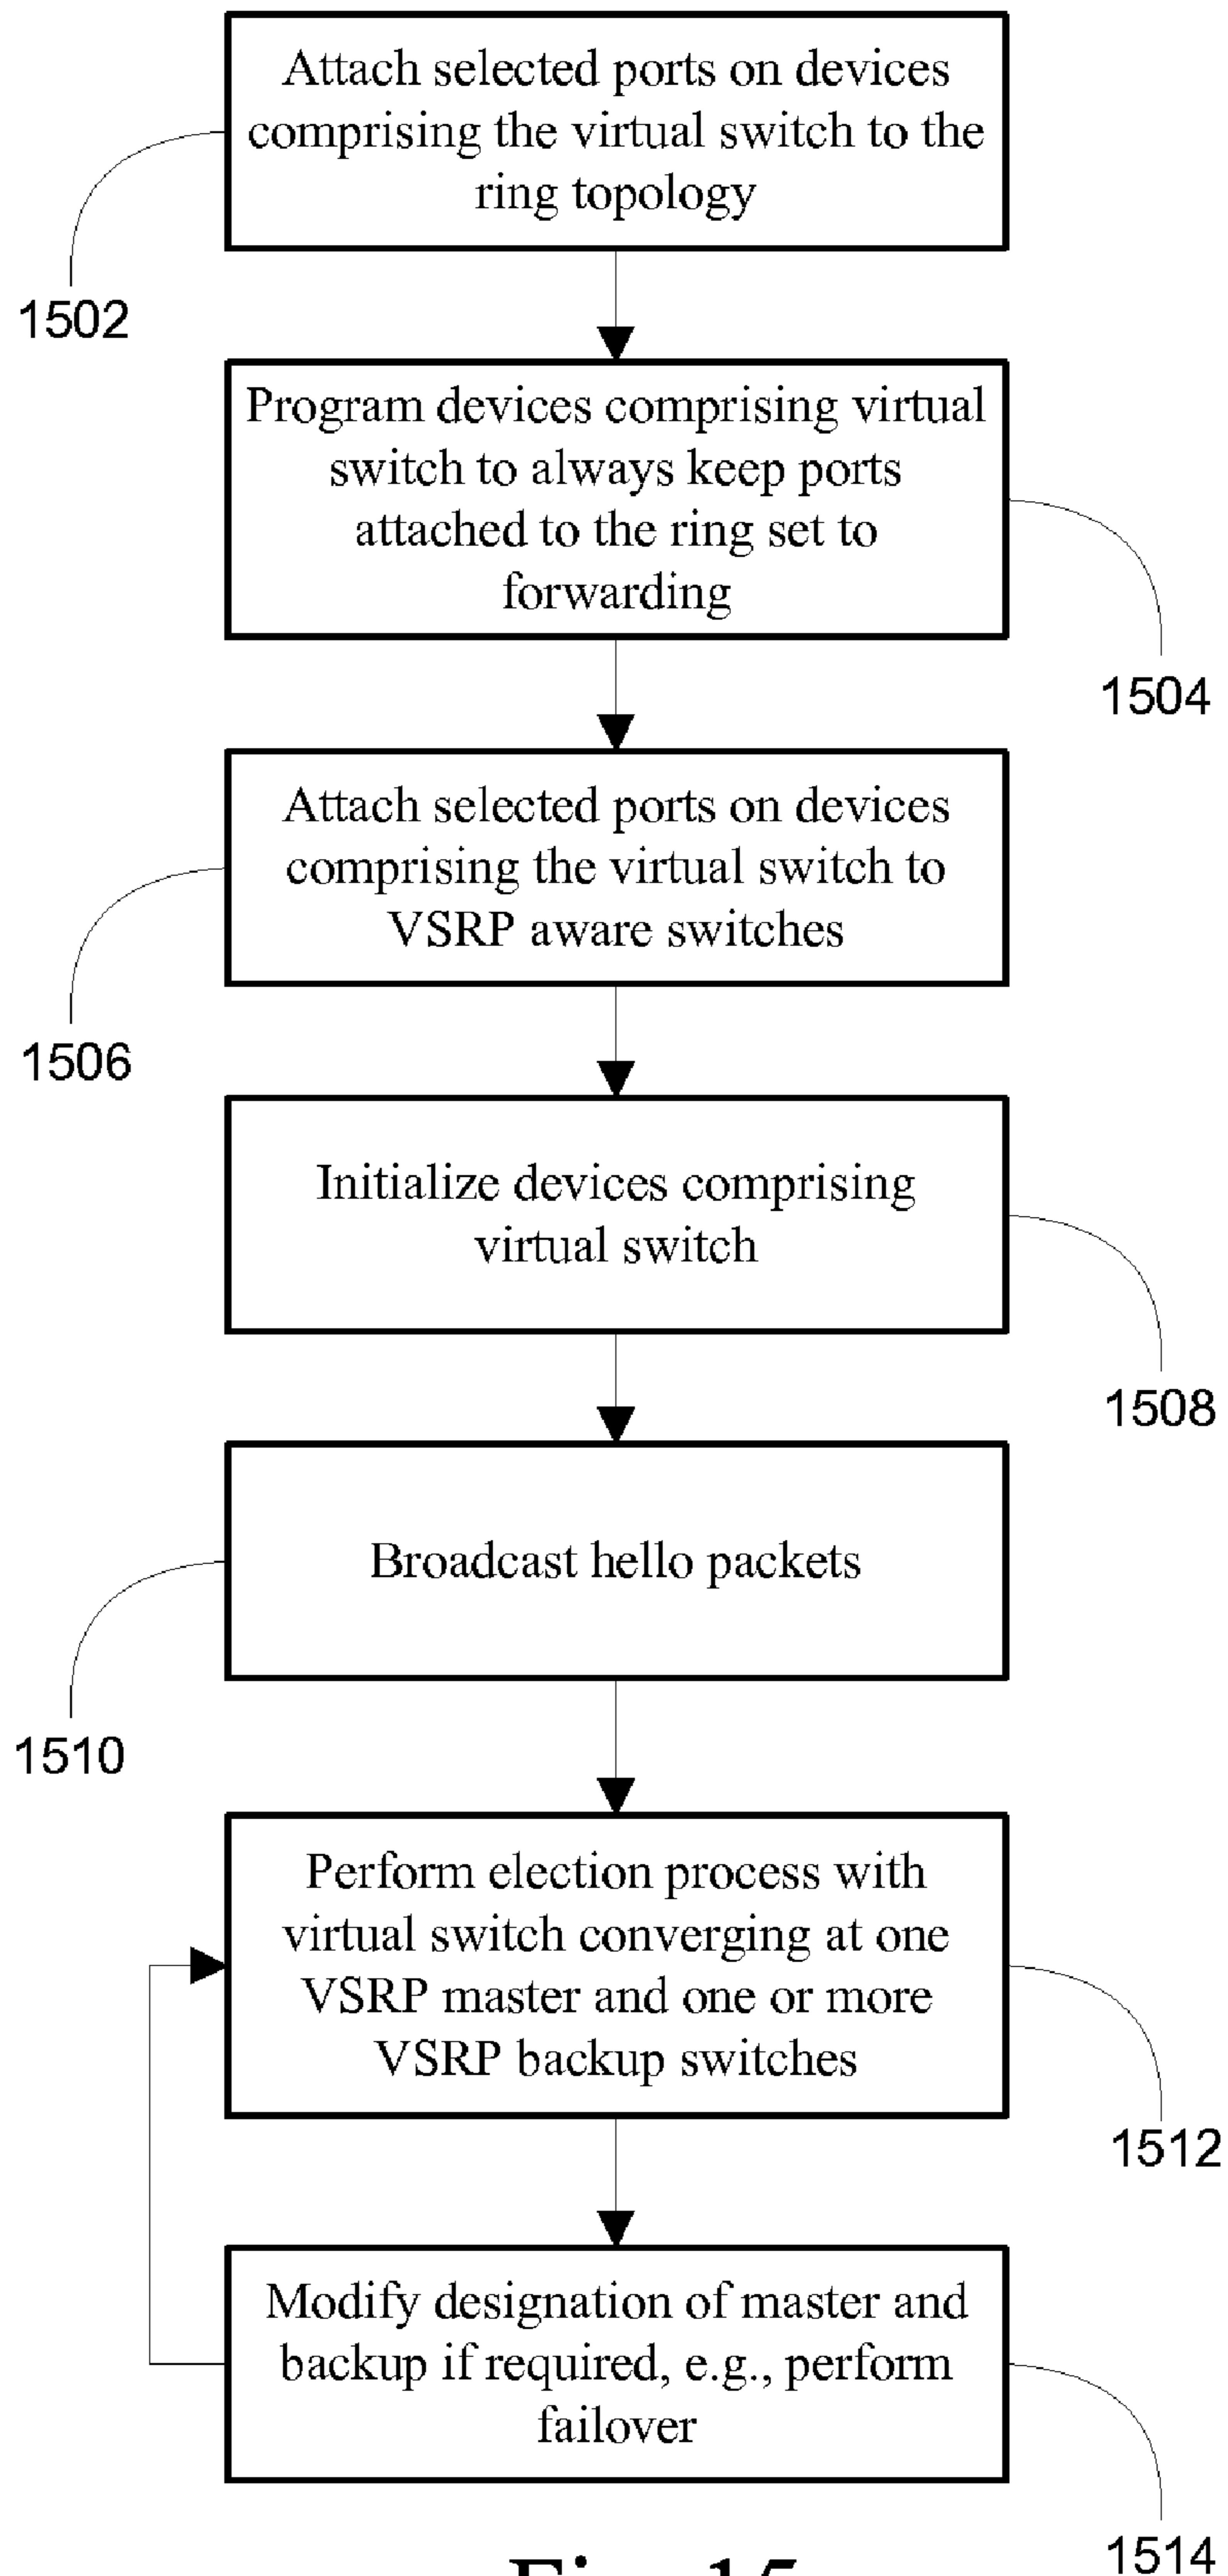 Attach selected ports on devices
comprising the virtual switch to the
ring topology
1502
Program devices comprising virtual
switch to always keep ports
attached to the ring set to
forwarding
1504
Attach selected ports on devices
comprising the virtual switch to
VSRP aware switches
1506
Initialize devices comprising
virtual switch
1508
Broadcast hello packets
1510
Perform election process with
virtual switch converging at one
VSRP master and one or more
VSRP backup switches
1512
Modify designation of master and
backup if required, e.g., perform
failover
1514